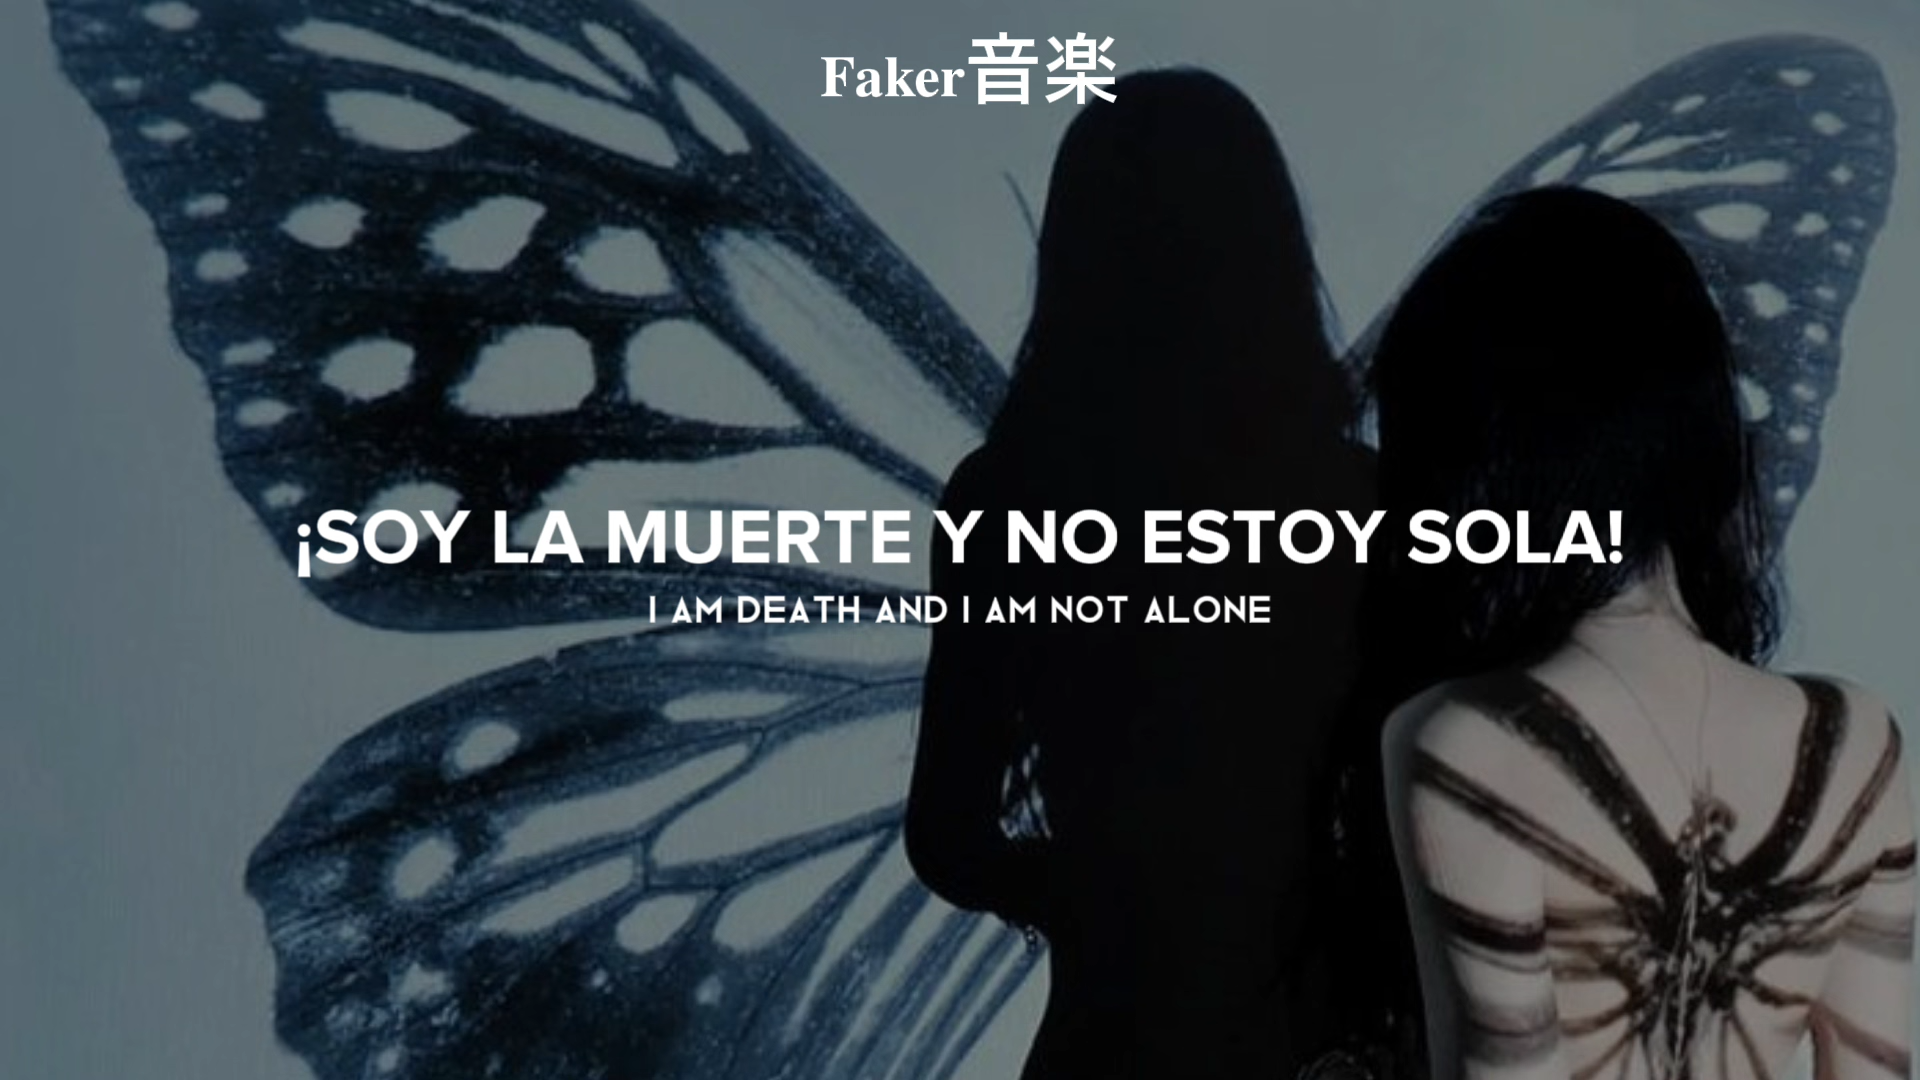 Faker音楽
¡SOY LA MUERTE Y NO ESTOY SOLA!
I AM DEATH AND I AM NOT ALONE